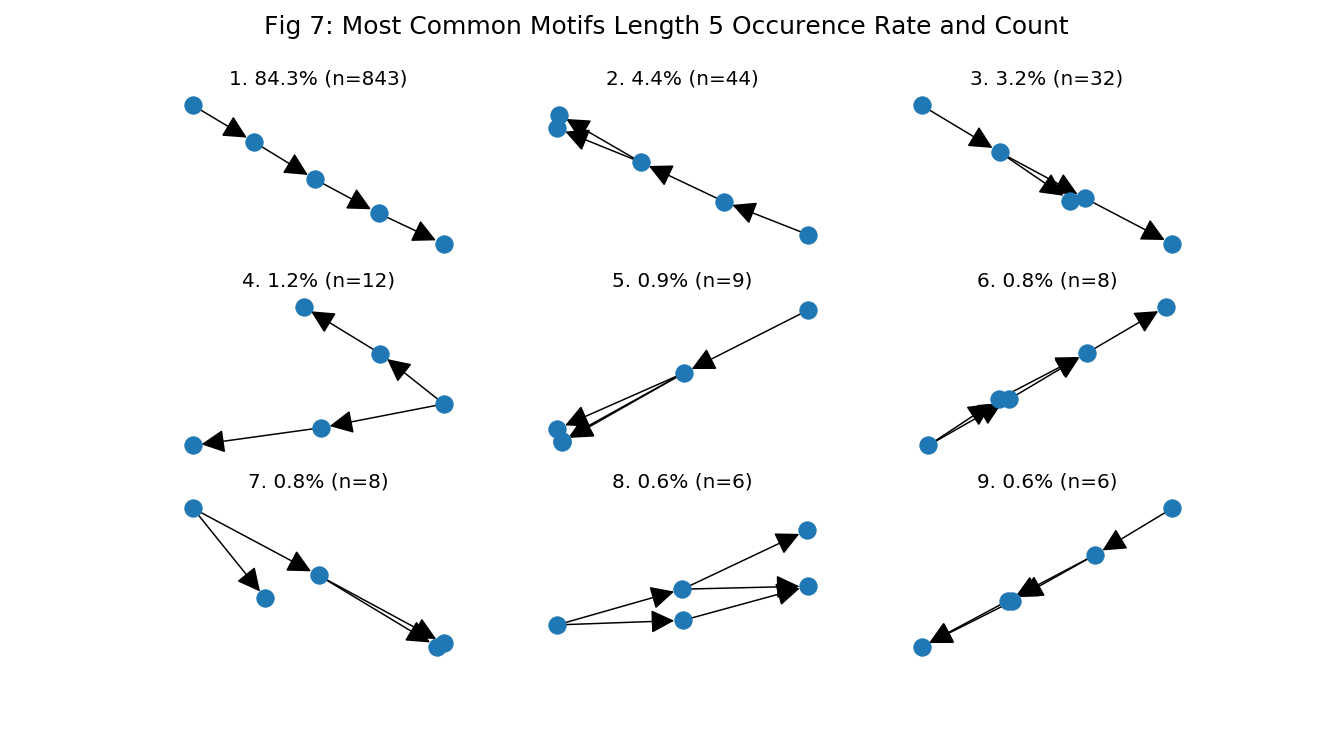 Fig 7: Most Common Motifs Length 5 Occurence Rate and Count
1. 84.3% (n=843)
2. 4.4% (n=44)
3. 3.2% (n=32)
4. 1.2% (n=12)
5. 0.9% (n=9)
6. 0.8% (n=8)
7. 0.8% (n=8)
8. 0.6% (n=6)
9. 0.6% (n=6)